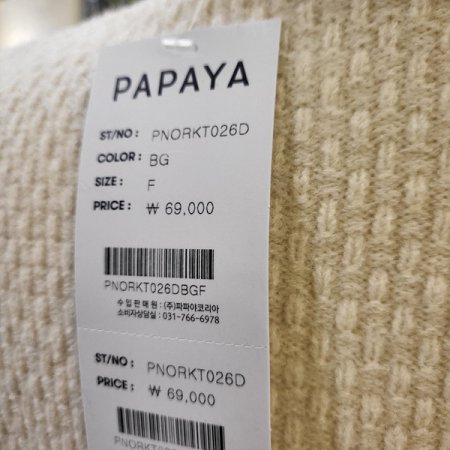 PAPAYA
ST/NO : PNORKT026D
COLOR : BG
SIZE : F
PRICE : ₩ 69,000
PNORKT026DBGF
수입판매원 : (주)파파야코리아
소비자상담실 : 031-766-6978
ST/NO : PNORKT026D
PRICE : ₩ 69,000